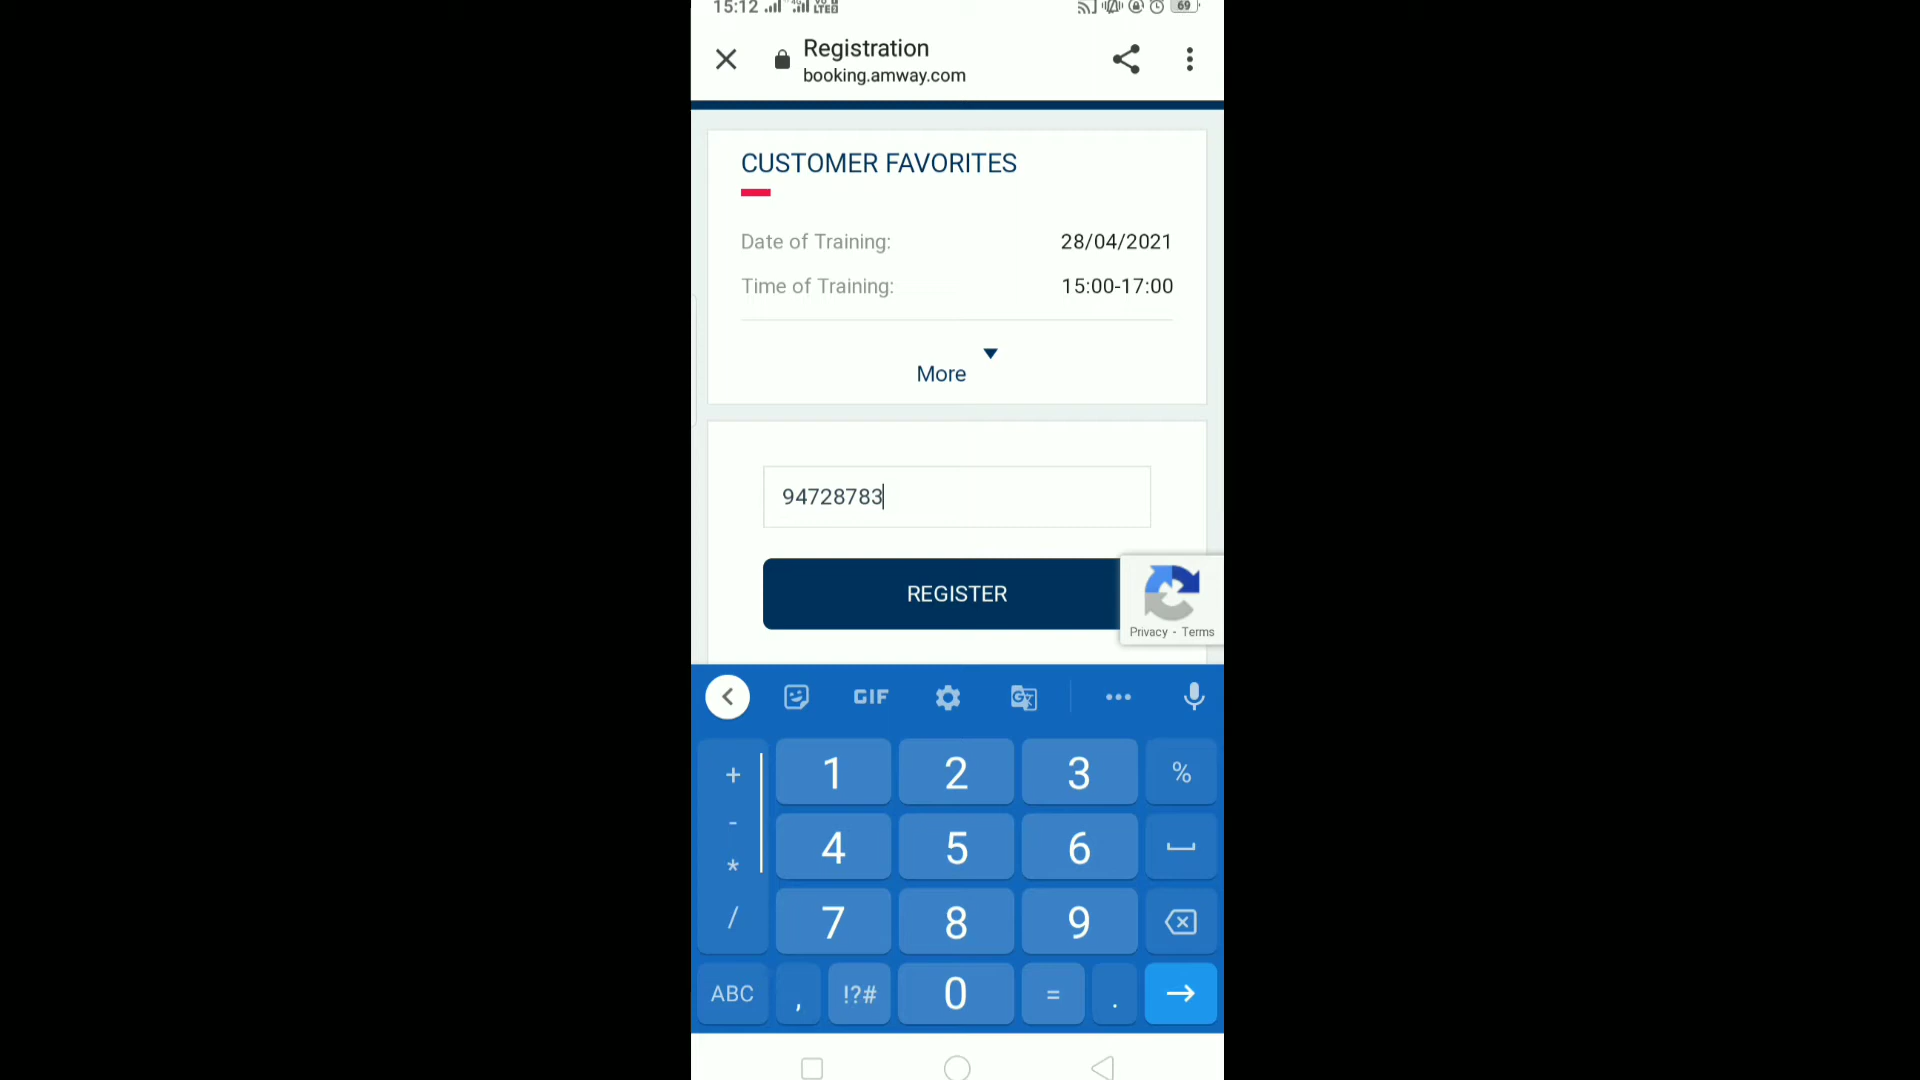 15:12
69
Registration
booking.amway.com
CUSTOMER FAVORITES
Date of Training: 28/04/2021
Time of Training: 15:00-17:00
More
94728783
REGISTER
Privacy - Terms
GIF
+ 1 2 3 %
-
* 4 5 6
/ 7 8 9
ABC , !?# 0 = .